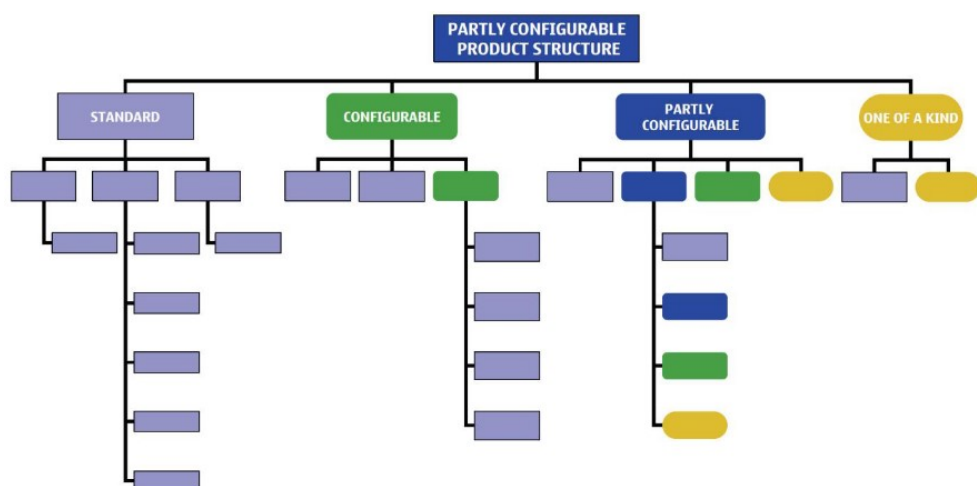 PARTLY CONFIGURABLE
PRODUCT STRUCTURE
STANDARD
CONFIGURABLE
PARTLY
CONFIGURABLE
ONE OF A KIND